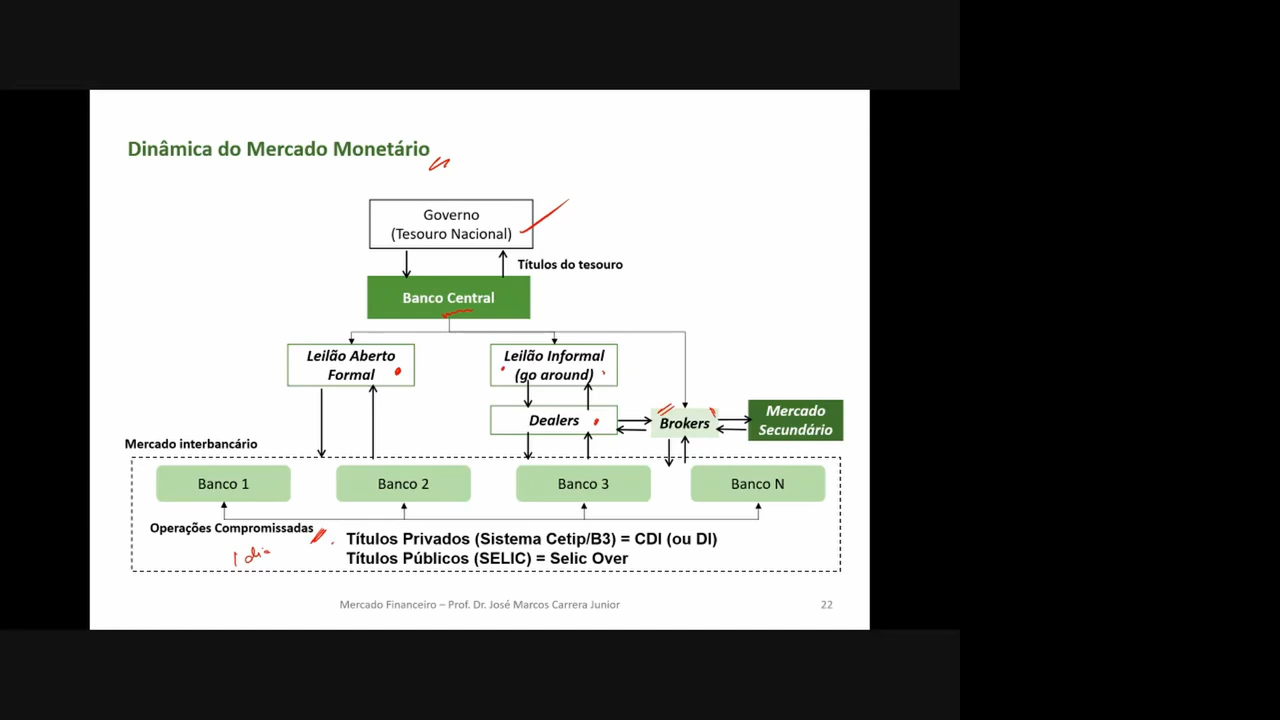 Dinâmica do Mercado Monetário
Governo
(Tesouro Nacional)
Títulos do tesouro
Banco Central
Leilão Aberto
Formal
Leilão Informal
(go around)
Dealers
Brokers
Mercado
Secundário
Mercado interbancário
Banco 1
Banco 2
Banco 3
Banco N
Operações Compromissadas
1 dia
Títulos Privados (Sistema Cetip/B3) = CDI (ou DI)
Títulos Públicos (SELIC) = Selic Over
Mercado Financeiro – Prof. Dr. José Marcos Carrera Junior
22